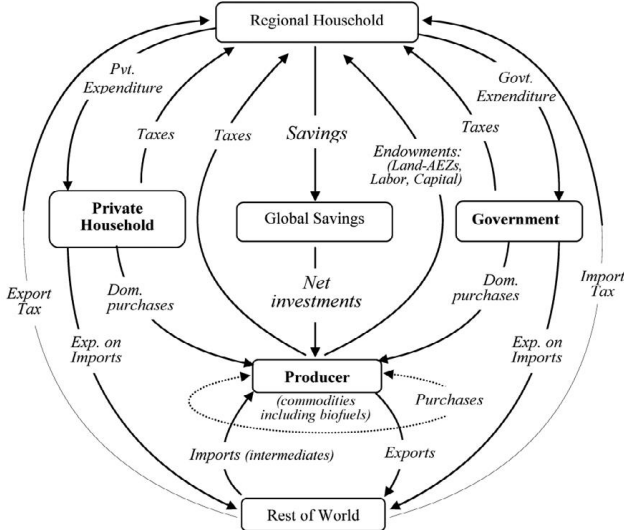 Regional Household
Pvt.
Expenditure
Govt.
Expenditure
Taxes
Taxes
Savings
Taxes
Endowments:
(Land-AEZs,
Labor, Capital)
Private
Household
Global Savings
Government
Export
Tax
Dom.
purchases
Net
investments
Dom.
purchases
Import
Tax
Exp. on
Imports
Exp. on
Imports
Producer
(commodities
including biofuels)
Purchases
Imports (intermediates)
Exports
Rest of World